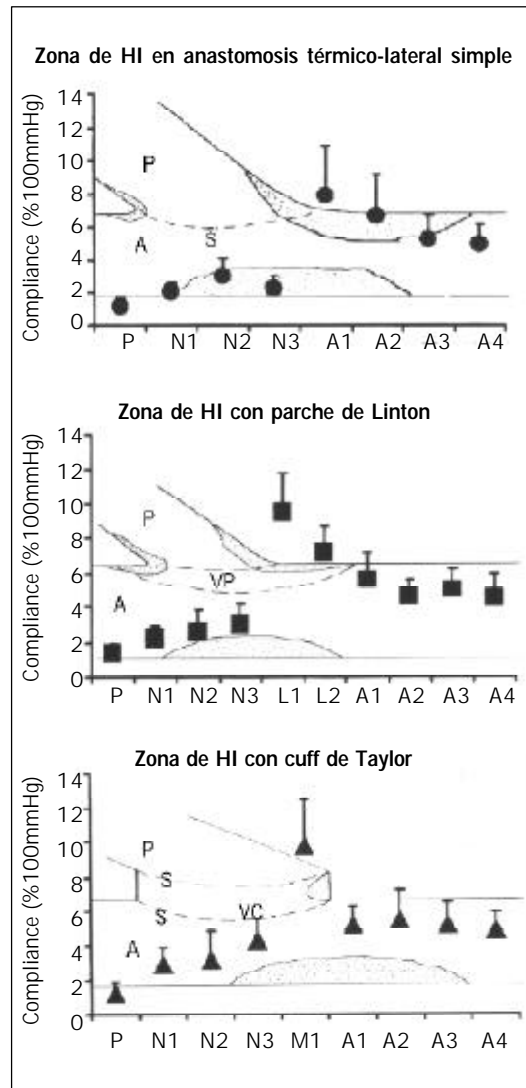 Zona de HI en anastomosis térmico-lateral simple
Compliance (%100mmHg)
14
12
10
8
6
4
2
0
P
A
S
P N1 N2 N3 A1 A2 A3 A4
Zona de HI con parche de Linton
Compliance (%100mmHg)
14
12
10
8
6
4
2
0
P
VP
A
P N1 N2 N3 L1 L2 A1 A2 A3 A4
Zona de HI con cuff de Taylor
Compliance (%100mmHg)
14
12
10
8
6
4
2
0
P
S
S
VC
A
P N1 N2 N3 M1 A1 A2 A3 A4